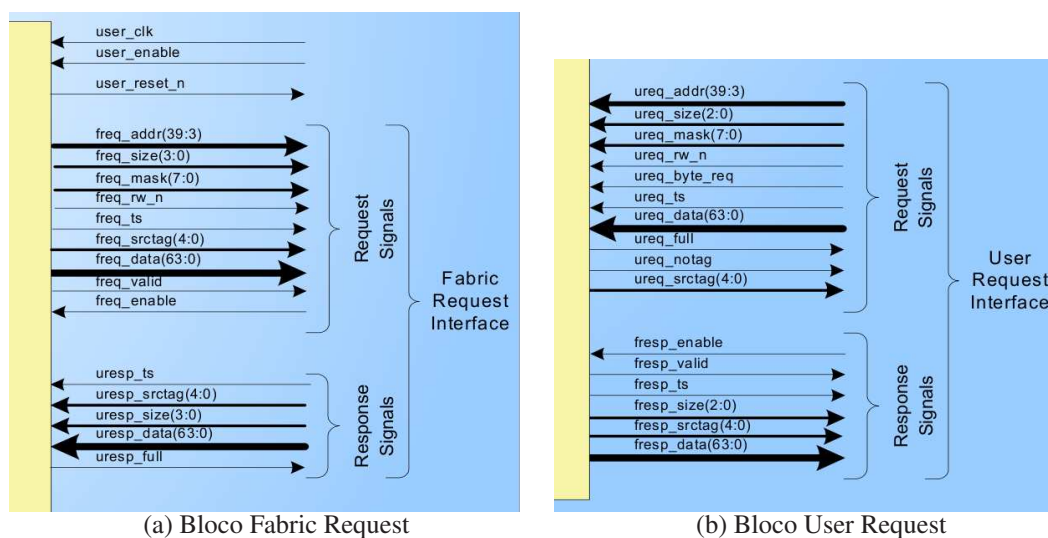 user_clk
user_enable
user_reset_n
freq_addr(39:3)
freq_size(3:0)
freq_mask(7:0)
freq_rw_n
freq_ts
freq_srctag(4:0)
freq_data(63:0)
freq_valid
freq_enable
Request
Signals
uresp_ts
uresp_srctag(4:0)
uresp_size(3:0)
uresp_data(63:0)
uresp_full
Response
Signals
Fabric
Request
Interface
(a) Bloco Fabric Request
ureq_addr(39:3)
ureq_size(2:0)
ureq_mask(7:0)
ureq_rw_n
ureq_byte_req
ureq_ts
ureq_data(63:0)
ureq_full
ureq_notag
ureq_srctag(4:0)
Request
Signals
fresp_enable
fresp_valid
fresp_ts
fresp_size(2:0)
fresp_srctag(4:0)
fresp_data(63:0)
Response
Signals
User
Request
Interface
(b) Bloco User Request